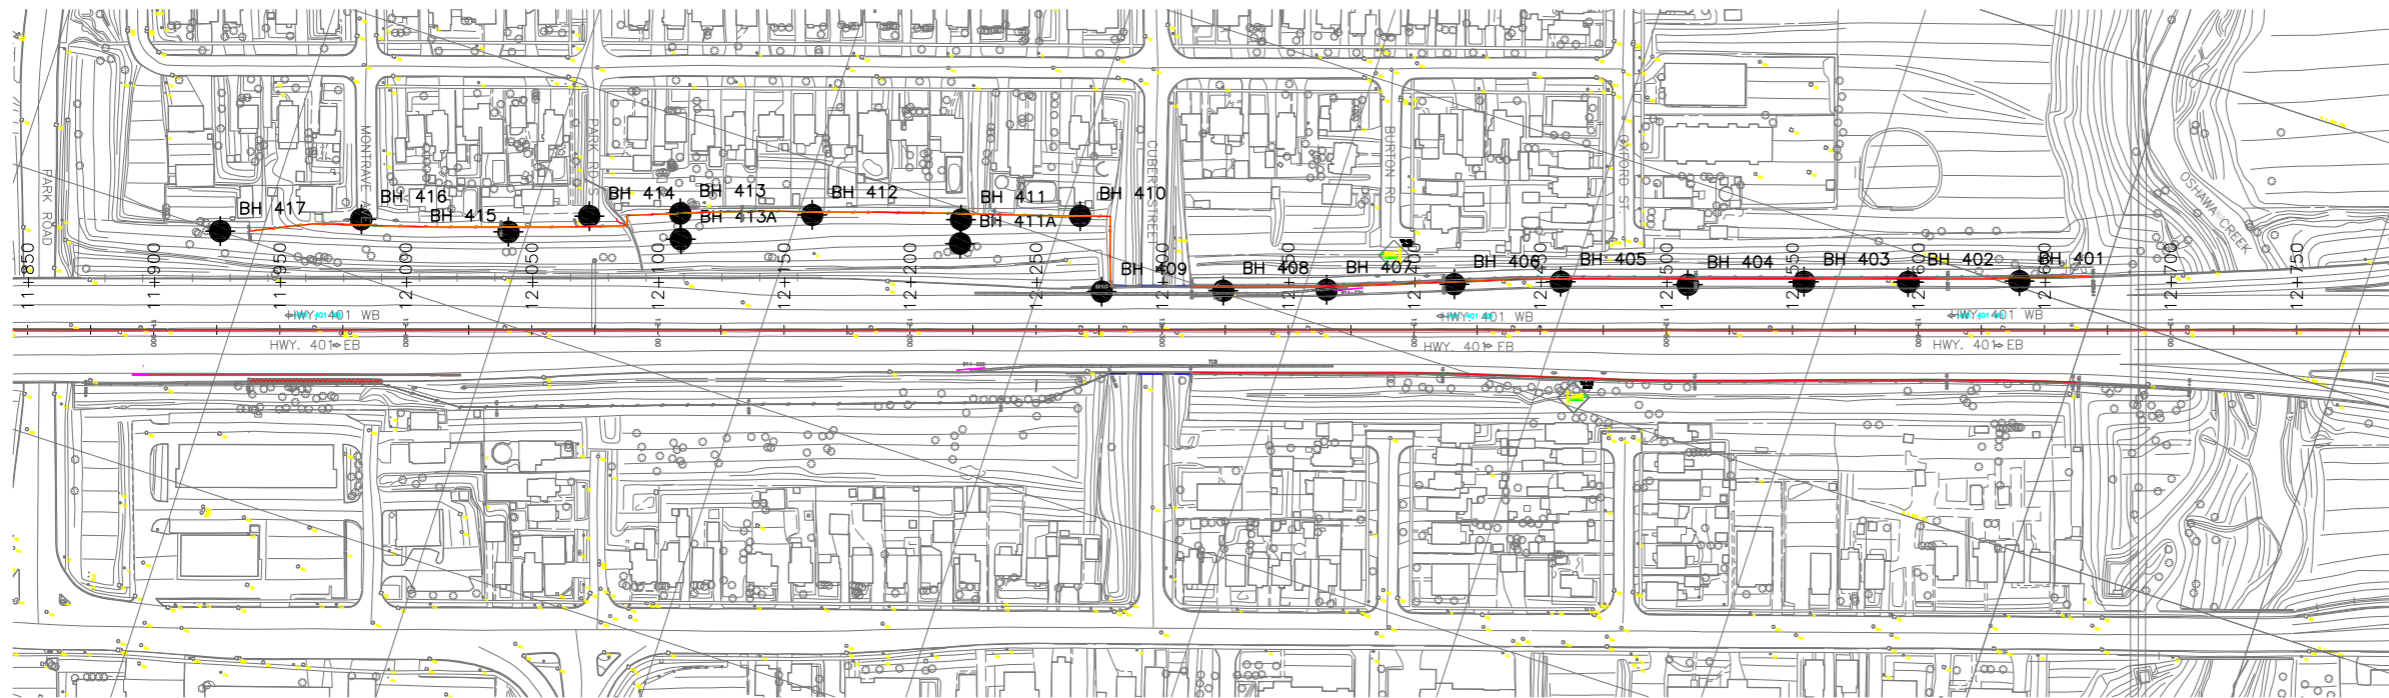 MONTRAVE AVE
PARK RD. S.
CUBERT STREET
BURTON RD
OXFORD ST.
OSHAWA CREEK
PARK ROAD
BH 417
BH 416
BH 415
BH 414
BH 413
BH 413A
BH 412
BH 411
BH 411A
BH 410
BH 409
BH 408
BH 407
BH 406
BH 405
BH 404
BH 403
BH 402
BH 401
11+850
11+900
11+950
12+000
12+050
12+100
12+150
12+200
12+250
12+300
12+350
12+400
12+450
12+500
12+550
12+600
12+650
12+700
12+750
HWY. 401 WB
HWY. 401 WB
HWY. 401 WB
HWY. 401 EB
HWY. 401 EB
HWY. 401 EB